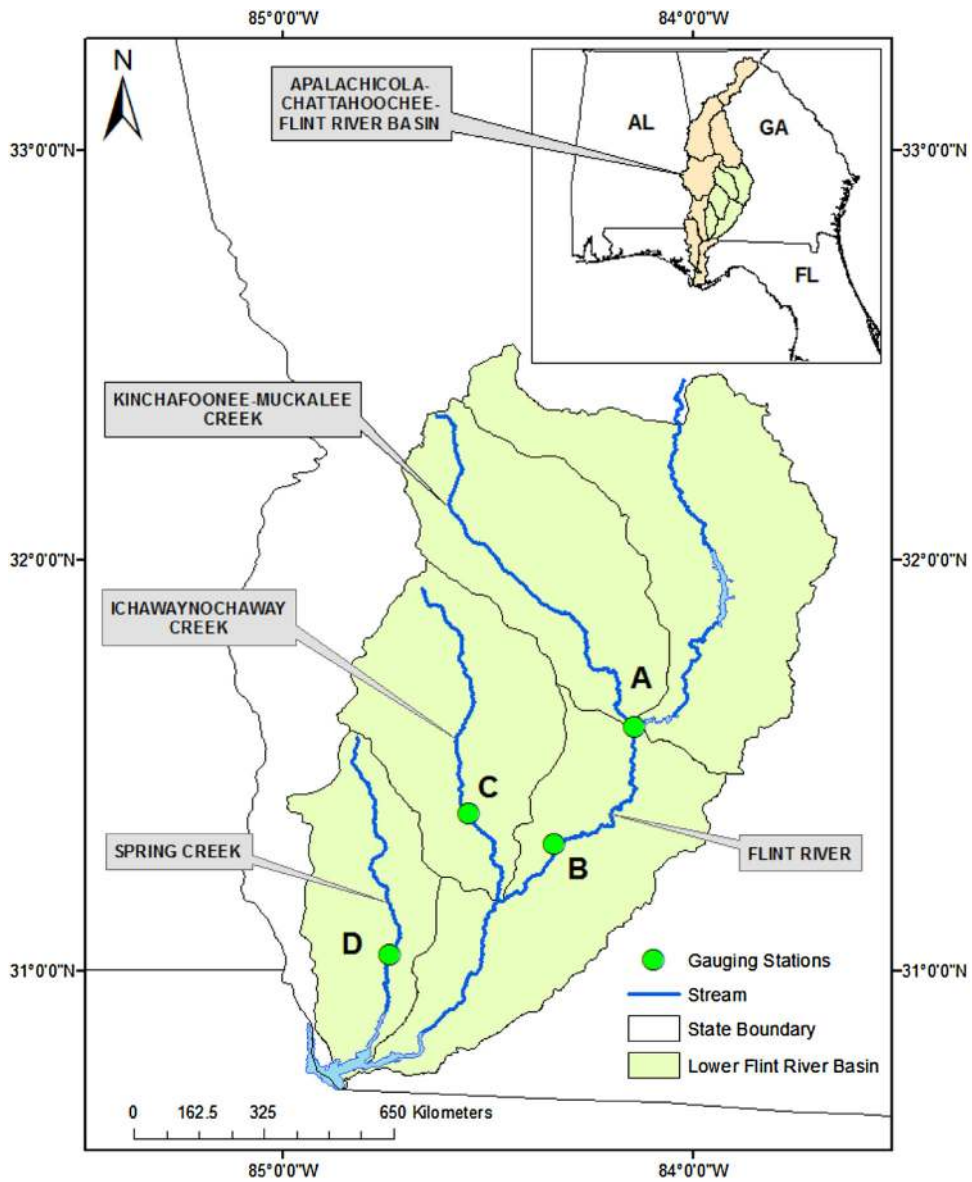 85°0'0"W 84°0'0"W
N
APALACHICOLA-
CHATTAHOOCHEE-
FLINT RIVER BASIN
AL
GA
FL
33°0'0"N
33°0'0"N
KINCHAFOONEE-MUCKALEE
CREEK
32°0'0"N
32°0'0"N
ICHAWAYNOCHAWAY
CREEK
A
C
B
SPRING CREEK
FLINT RIVER
D
31°0'0"N
31°0'0"N
Gauging Stations
Stream
State Boundary
Lower Flint River Basin
0 162.5 325 650 Kilometers
85°0'0"W 84°0'0"W